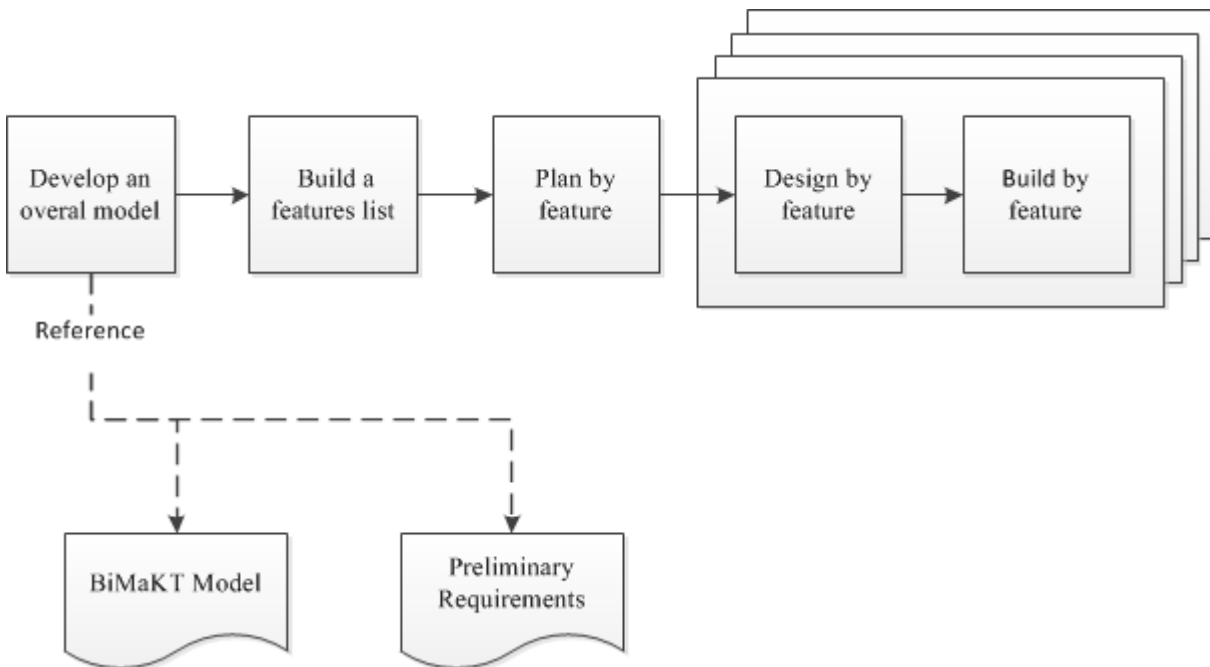 Develop an
overal model
Build a
features list
Plan by
feature
Design by
feature
Build by
feature
Reference
BiMaKT Model
Preliminary
Requirements